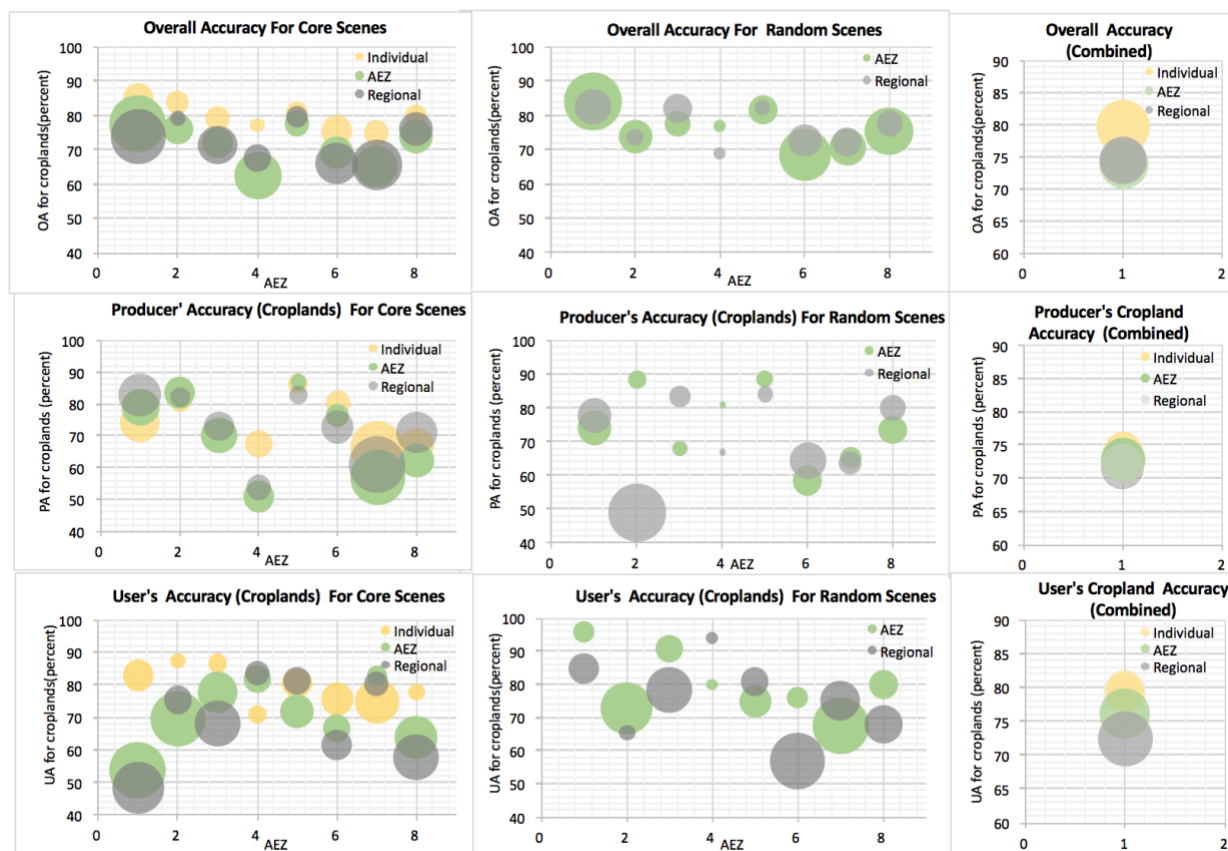 Overall Accuracy For Core Scenes
100
90
80
70
60
50
40
0
2
4
6
8
OA for croplands(percent)
AEZ
Individual
AEZ
Regional
Overall Accuracy For Random Scenes
100
90
80
70
60
50
40
0
2
4
6
8
OA for croplands(percent)
AEZ
AEZ
Regional
Overall Accuracy
(Combined)
90
85
80
75
70
65
60
0
1
2
OA for croplands(percent)
Individual
AEZ
Regional
Producer' Accuracy (Croplands) For Core Scenes
100
90
80
70
60
50
40
0
2
4
6
8
PA for croplands (percent)
AEZ
Individual
AEZ
Regional
Producer's Accuracy (Croplands) For Random Scenes
100
90
80
70
60
50
40
0
2
4
6
8
PA for croplands (percent)
AEZ
AEZ
Regional
Producer's Cropland
Accuracy (Combined)
90
85
80
75
70
65
60
0
1
2
PA for croplands (percent)
Individual
AEZ
Regional
User's Accuracy (Croplands) For Core Scenes
100
90
80
70
60
50
40
0
2
4
6
8
UA for croplands(percent)
AEZ
Individual
AEZ
Regional
User's Accuracy (Croplands) For Random Scenes
100
90
80
70
60
50
40
0
2
4
6
8
UA for croplands (percent)
AEZ
AEZ
Regional
User's Cropland Accuracy
(Combined)
90
85
80
75
70
65
60
0
1
2
UA for croplands (percent)
Individual
AEZ
Regional